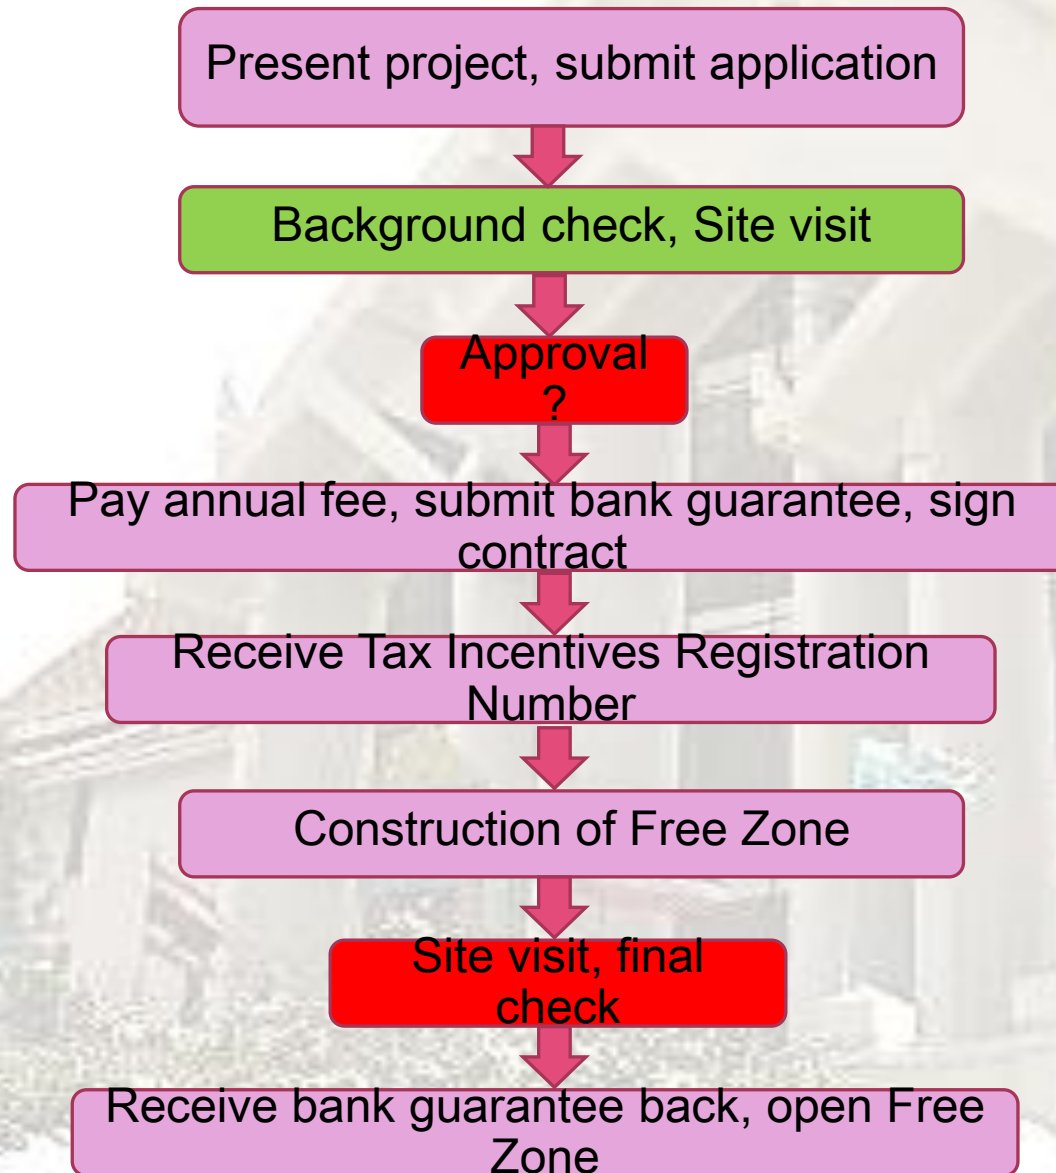 Present project, submit application
Background check, Site visit
Approval
?
Pay annual fee, submit bank guarantee, sign
contract
Receive Tax Incentives Registration
Number
Construction of Free Zone
Site visit, final
check
Receive bank guarantee back, open Free
Zone